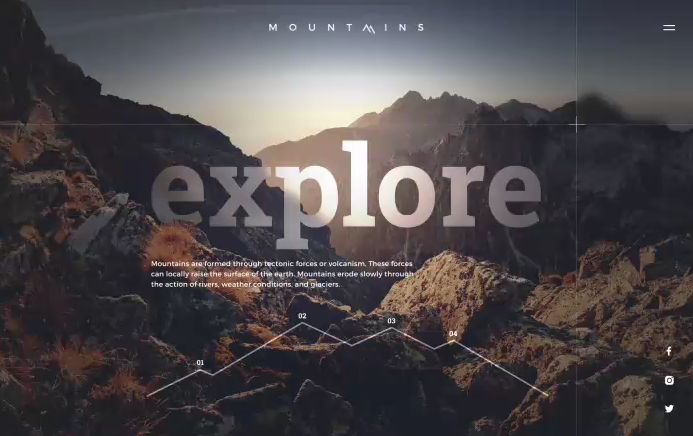 MOUNTAINS
explore
Mountains are formed through tectonic forces or volcanism. These forces
can locally raise the surface of the earth. Mountains erode slowly through
the action of rivers, weather conditions, and glaciers.
02
03
04
01